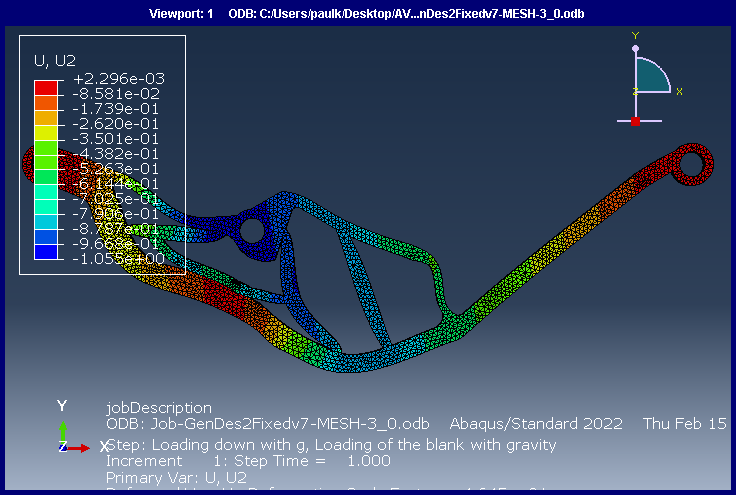 Viewport: 1 ODB: C:/Users/paulk/Desktop/AV...nDes2Fixedv7-MESH-3_0.odb
U, U2
+2.296e-03
-8.581e-02
-1.739e-01
-2.620e-01
-3.501e-01
-4.382e-01
-5.263e-01
-6.144e-01
-7.025e-01
-7.906e-01
-8.787e-01
-9.668e-01
-1.055e+00
Y
Z X
Y
Z X
jobDescription
ODB: Job-GenDes2Fixedv7-MESH-3_0.odb Abaqus/Standard 2022 Thu Feb 15
Step: Loading down with g, Loading of the blank with gravity
Increment 1: Step Time = 1.000
Primary Var: U, U2